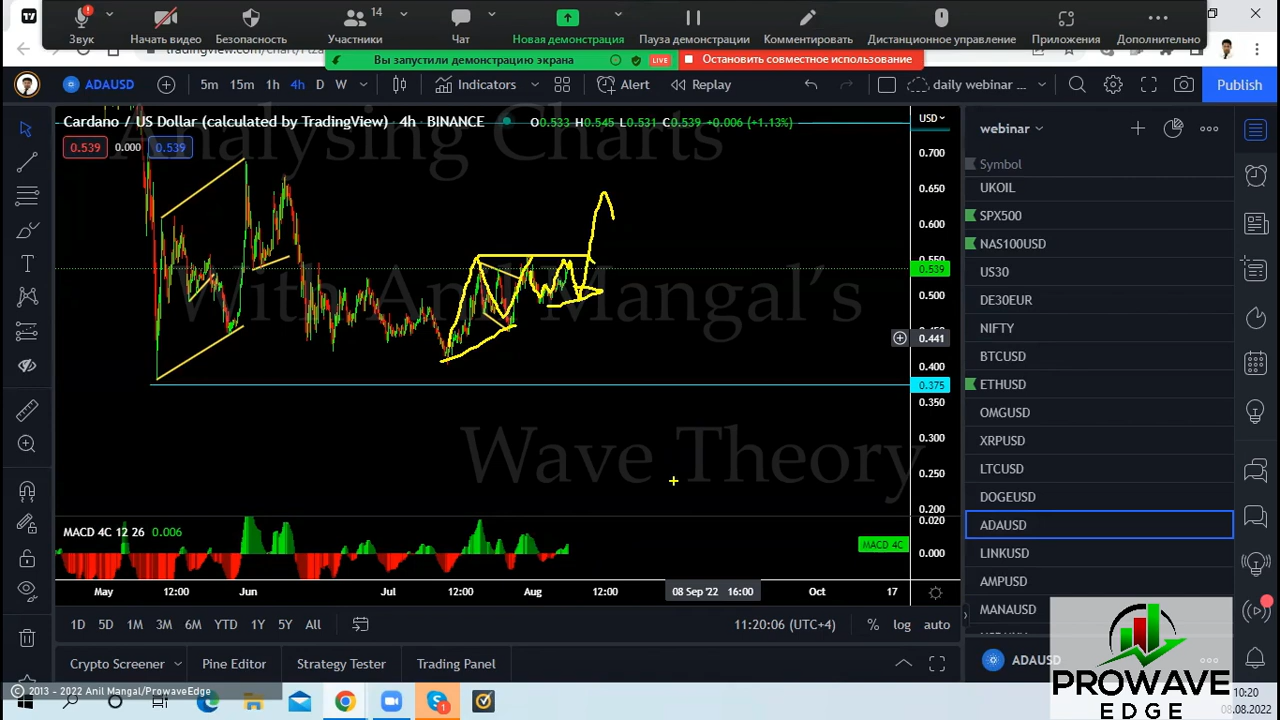 14
Звук
Начать видео
Безопасность
Участники
Чат
Новая демонстрация
Пауза демонстрации
Комментировать
Дистанционное управление
Приложения
Дополнительно
Вы запустили демонстрацию экрана
LIVE
Остановить совместное использование
ADAUSD
5m 15m 1h 4h D W
Indicators
Alert
Replay
daily webinar ...
Publish
Cardano / US Dollar (calculated by TradingView) 4h BINANCE
O0.533 H0.545 L0.531 C0.539 +0.006 (+1.13%)
0.539 0.000 0.539
USD
Analysing Charts
With Anil Mangal's
Wave Theory
0.700
0.650
0.600
0.550
0.539
0.500
0.450
0.441
0.400
0.375
0.350
0.300
0.250
0.200
MACD 4C 12 26 0.006
0.020
MACD 4C
0.000
May 12:00 Jun Jul 12:00 Aug 12:00 08 Sep '22 16:00 Oct 17
1D 5D 1M 3M 6M YTD 1Y 5Y All
11:20:06 (UTC+4)
% log auto
Crypto Screener
Pine Editor
Strategy Tester
Trading Panel
webinar
Symbol
UKOIL
SPX500
NAS100USD
US30
DE30EUR
NIFTY
BTCUSD
ETHUSD
OMGUSD
XRPUSD
LTCUSD
DOGEUSD
ADAUSD
LINKUSD
AMPUSD
MANAUSD
ADAUSD
PROWAVE
EDGE
© 2013 - 2022 Anil Mangal/ProwaveEdge
1
10:20
08.08.2022